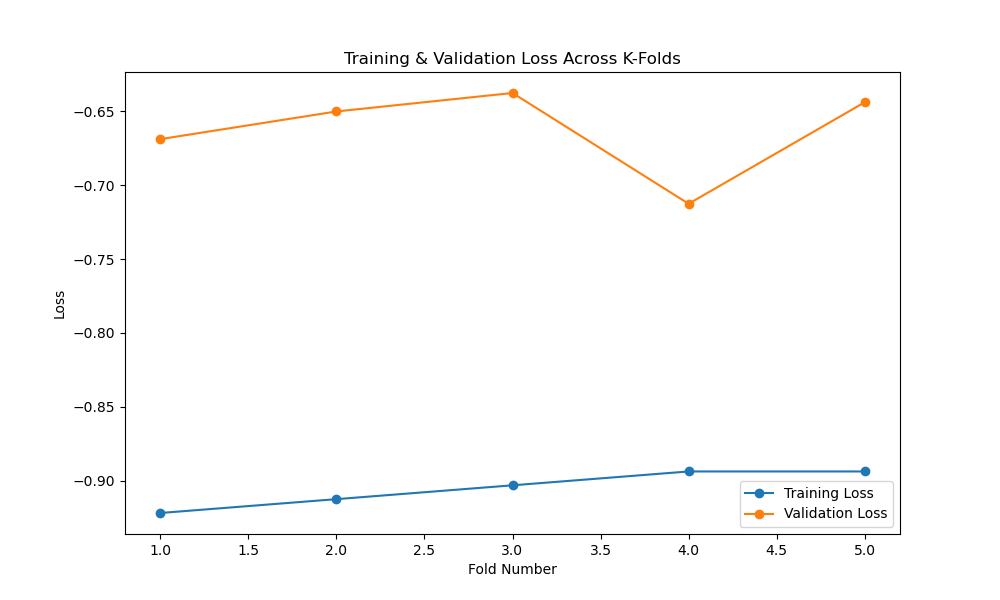 Training & Validation Loss Across K-Folds
−0.65
−0.70
−0.75
−0.80
−0.85
−0.90
Loss
Training Loss
Validation Loss
1.0 1.5 2.0 2.5 3.0 3.5 4.0 4.5 5.0
Fold Number